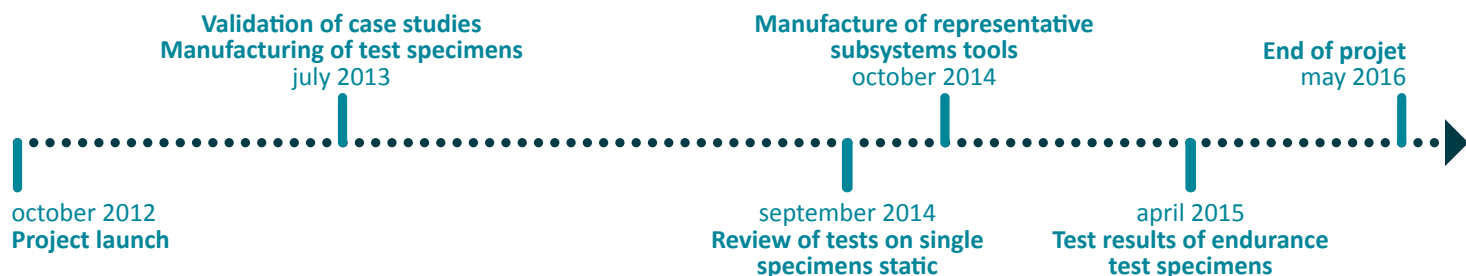 Validation of case studies
Manufacturing of test specimens
july 2013
Manufacture of representative
subsystems tools
october 2014
End of projet
may 2016
october 2012
Project launch
september 2014
Review of tests on single
specimens static
april 2015
Test results of endurance
test specimens